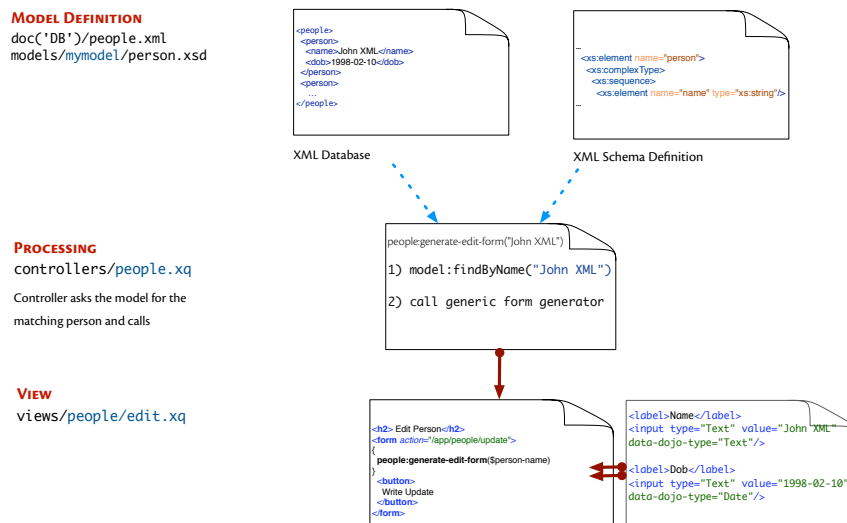 MODEL DEFINITION
doc('DB')/people.xml
models/mymodel/person.xsd
<people>
<person>
<name>John XML</name>
<dob>1998-02-10</dob>
</person>
<person>
…
</people>
XML Database
…
<xs:element name="person">
<xs:complexType>
<xs:sequence>
<xs:element name="name" type="xs:string"/>
…
XML Schema Definition
PROCESSING
controllers/people.xq
Controller asks the model for the
matching person and calls
people:generate-edit-form("John XML")
1) model:findByName("John XML")
2) call generic form generator
VIEW
views/people/edit.xq
<h2> Edit Person</h2>
<form action="/app/people/update">
{
people:generate-edit-form($person-name)
}
<button>
Write Update
</button>
</form>
<label>Name</label>
<input type="Text" value="John XML"
data-dojo-type="Text"/>
<label>Dob</label>
<input type="Text" value="1998-02-10"
data-dojo-type="Date"/>